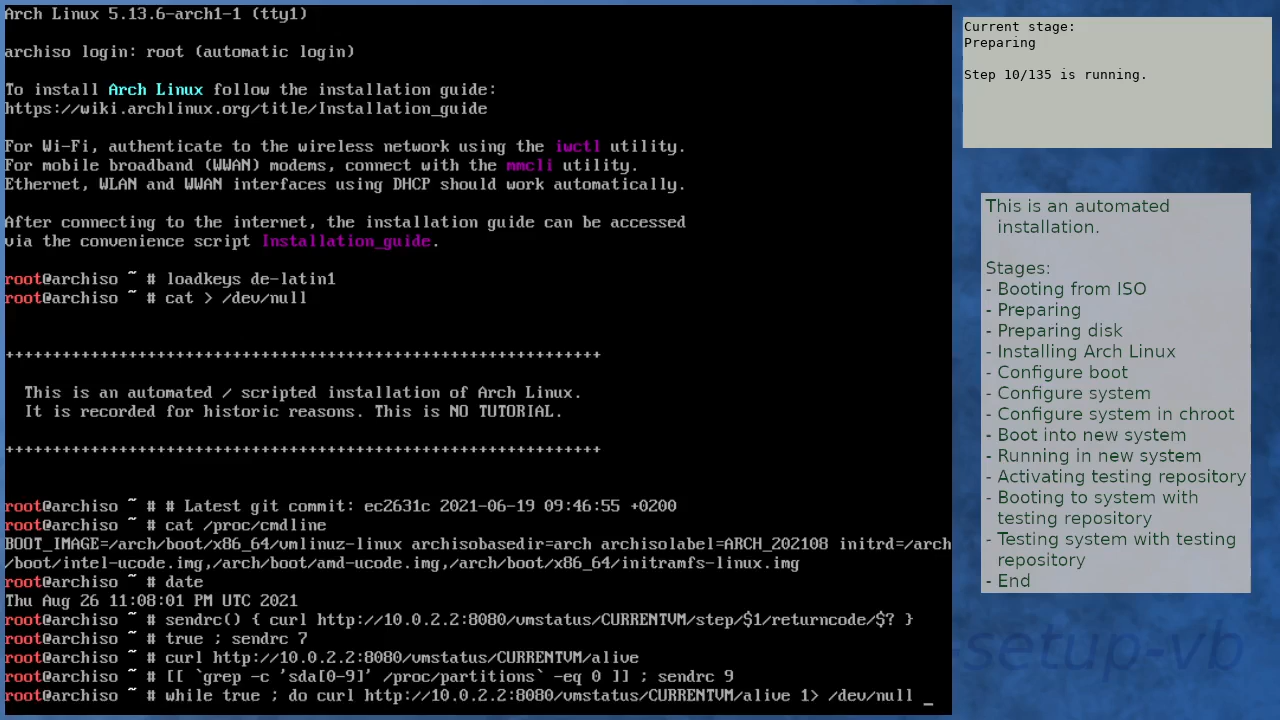 Arch Linux 5.13.6-arch1-1 (tty1)
archiso login: root (automatic login)
To install Arch Linux follow the installation guide:
https://wiki.archlinux.org/title/Installation_guide
For Wi-Fi, authenticate to the wireless network using the iwctl utility.
For mobile broadband (WWAN) modems, connect with the mmcli utility.
Ethernet, WLAN and WWAN interfaces using DHCP should work automatically.
After connecting to the internet, the installation guide can be accessed
via the convenience script Installation_guide.
root@archiso ~ # loadkeys de-latin1
root@archiso ~ # cat > /dev/null
+++++++++++++++++++++++++++++++++++++++++++++++++++++++++++++++
This is an automated / scripted installation of Arch Linux.
It is recorded for historic reasons. This is NO TUTORIAL.
+++++++++++++++++++++++++++++++++++++++++++++++++++++++++++++++
root@archiso ~ # # Latest git commit: ec2631c 2021-06-19 09:46:55 +0200
root@archiso ~ # cat /proc/cmdline
BOOT_IMAGE=/arch/boot/x86_64/vmlinuz-linux archisobasedir=arch archisolabel=ARCH_202108 initrd=/arch
/boot/intel-ucode.img,/arch/boot/amd-ucode.img,/arch/boot/x86_64/initramfs-linux.img
root@archiso ~ # date
Thu Aug 26 11:08:01 PM UTC 2021
root@archiso ~ # sendrc() { curl http://10.0.2.2:8080/vmstatus/CURRENTVM/step/$1/returncode/$? }
root@archiso ~ # true ; sendrc 7
root@archiso ~ # curl http://10.0.2.2:8080/vmstatus/CURRENTVM/alive
root@archiso ~ # [[ `grep -c 'sda[0-9]' /proc/partitions` -eq 0 ]] ; sendrc 9
root@archiso ~ # while true ; do curl http://10.0.2.2:8080/vmstatus/CURRENTVM/alive 1> /dev/null _
Current stage:
Preparing
Step 10/135 is running.
This is an automated
installation.
Stages:
- Booting from ISO
- Preparing
- Preparing disk
- Installing Arch Linux
- Configure boot
- Configure system
- Configure system in chroot
- Boot into new system
- Running in new system
- Activating testing repository
- Booting to system with
testing repository
- Testing system with testing
repository
- End
-setup-vb